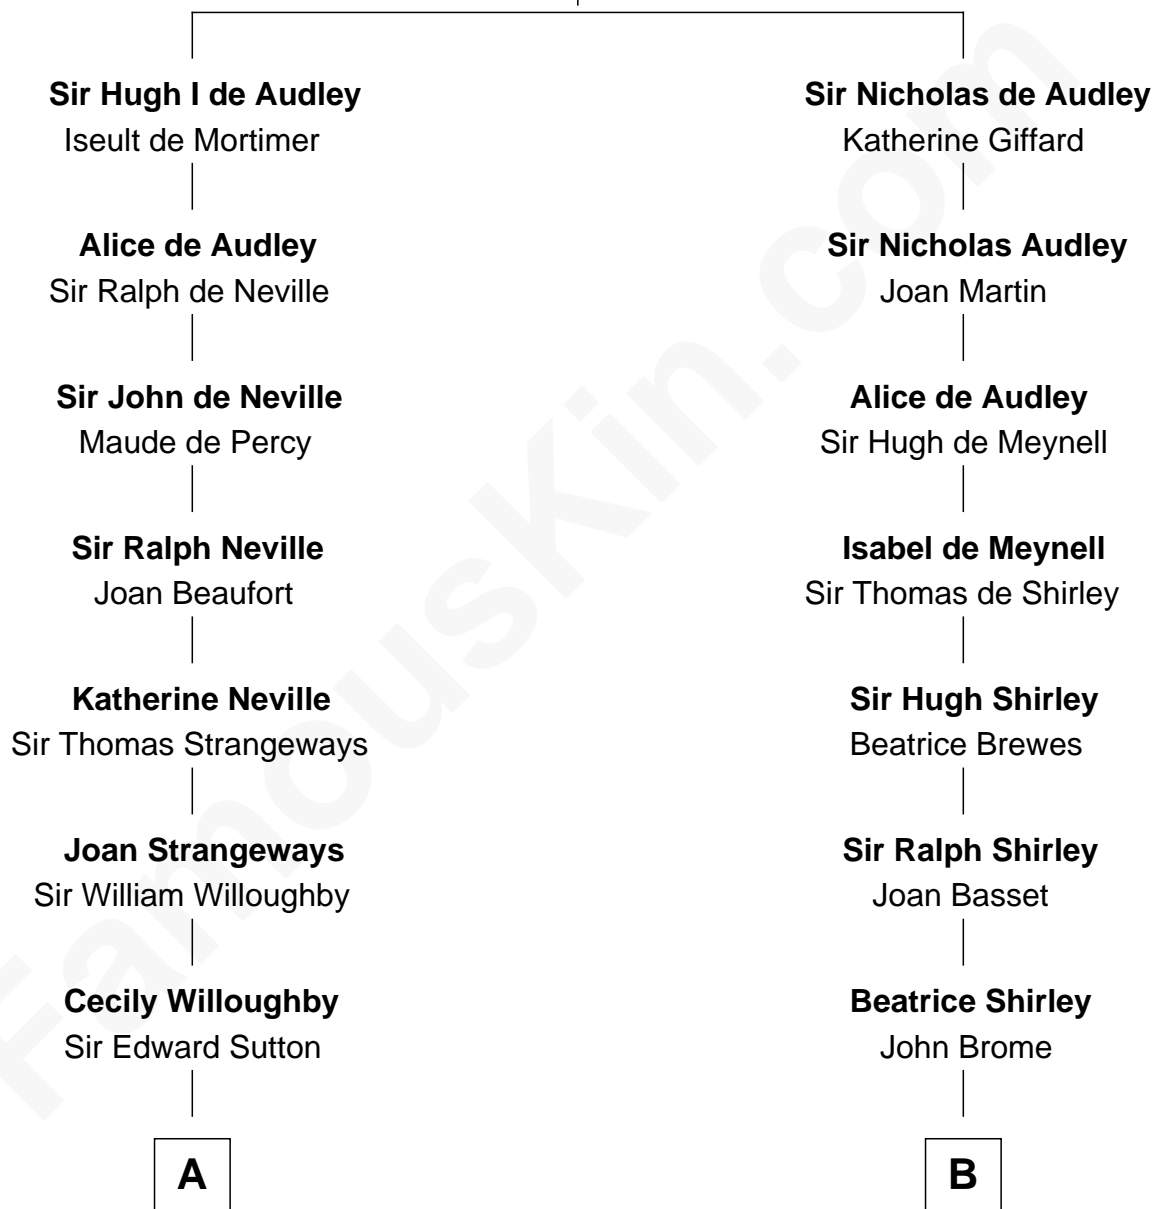 Sir Hugh I de Audley
Iseult de Mortimer
Alice de Audley
Sir Ralph de Neville
Sir John de Neville
Maude de Percy
Sir Ralph Neville
Joan Beaufort
Katherine Neville
Sir Thomas Strangeways
Joan Strangeways
Sir William Willoughby
Cecily Willoughby
Sir Edward Sutton
A
Sir Nicholas de Audley
Katherine Giffard
Sir Nicholas Audley
Joan Martin
Alice de Audley
Sir Hugh de Meynell
Isabel de Meynell
Sir Thomas de Shirley
Sir Hugh Shirley
Beatrice Brewes
Sir Ralph Shirley
Joan Basset
Beatrice Shirley
John Brome
B
FamousKin.com